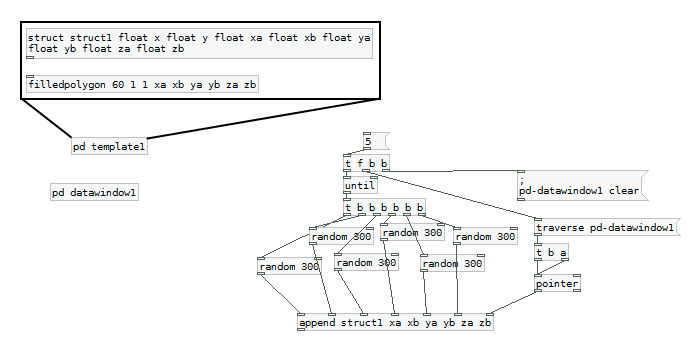 struct struct1 float x float y float xa float xb float ya
float yb float za float zb
filledpolygon 60 1 1 xa xb ya yb za zb
pd template1
5
t f b b
pd datawindow1
until
;
pd-datawindow1 clear
t b b b b b b
traverse pd-datawindow1
random 300
random 300
random 300
t b a
random 300
random 300
random 300
pointer
append struct1 xa xb ya yb za zb